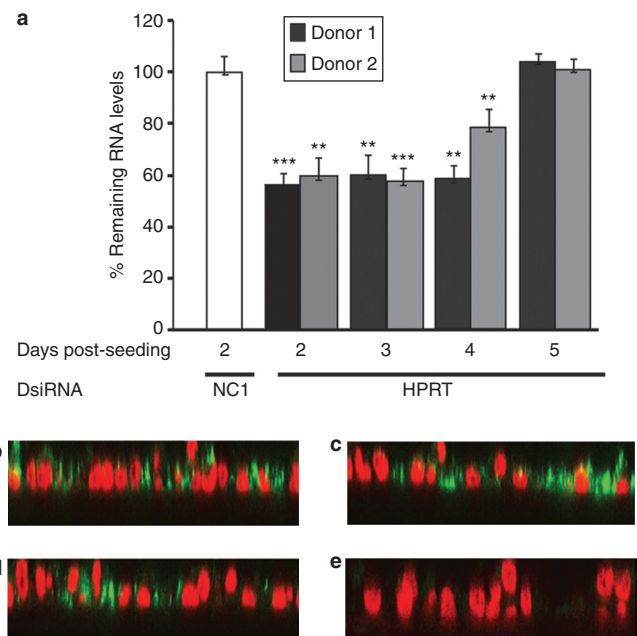 a
120
100
80
60
40
20
0
% Remaining RNA levels
Donor 1
Donor 2
*** ** ** *** ** **
Days post-seeding 2 2 3 4 5
DsiRNA NC1 HPRT
c
e